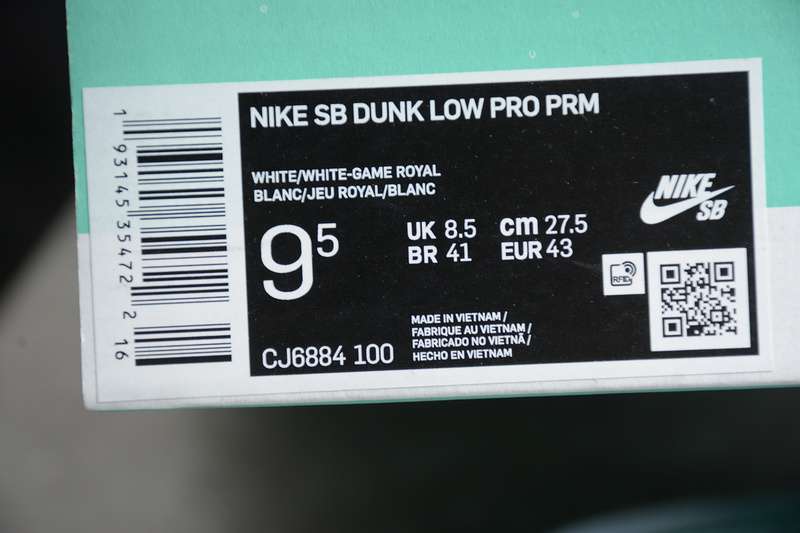 NIKE SB DUNK LOW PRO PRM
WHITE/WHITE-GAME ROYAL
BLANC/JEU ROYAL/BLANC
9⁵
UK 8.5 cm 27.5
BR 41 EUR 43
NIKE
SB
RFID
MADE IN VIETNAM /
FABRIQUE AU VIETNAM /
FABRICADO NO VIETNÃ /
HECHO EN VIETNAM
CJ6884 100
1 93145 35472 2 16